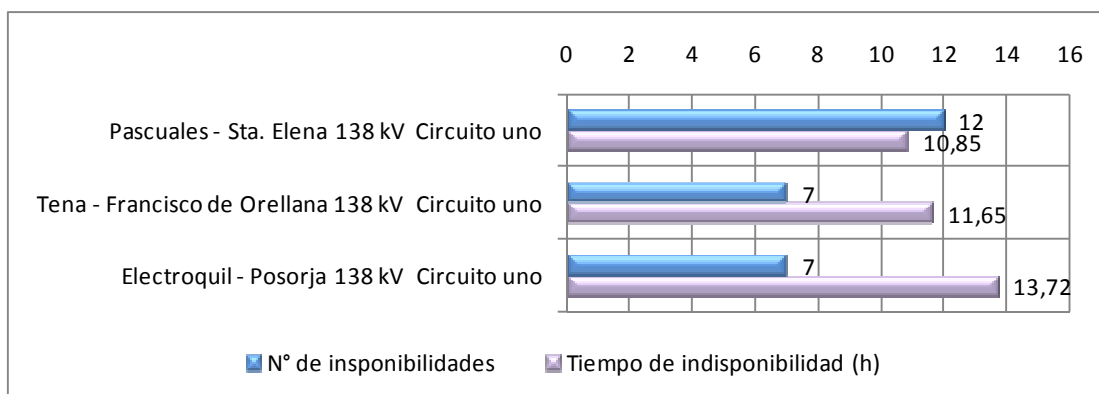 0 2 4 6 8 10 12 14 16
Pascuales - Sta. Elena 138 kV Circuito uno
12
10,85
Tena - Francisco de Orellana 138 kV Circuito uno
7
11,65
Electroquil - Posorja 138 kV Circuito uno
7
13,72
N° de insponibilidades
Tiempo de indisponibilidad (h)